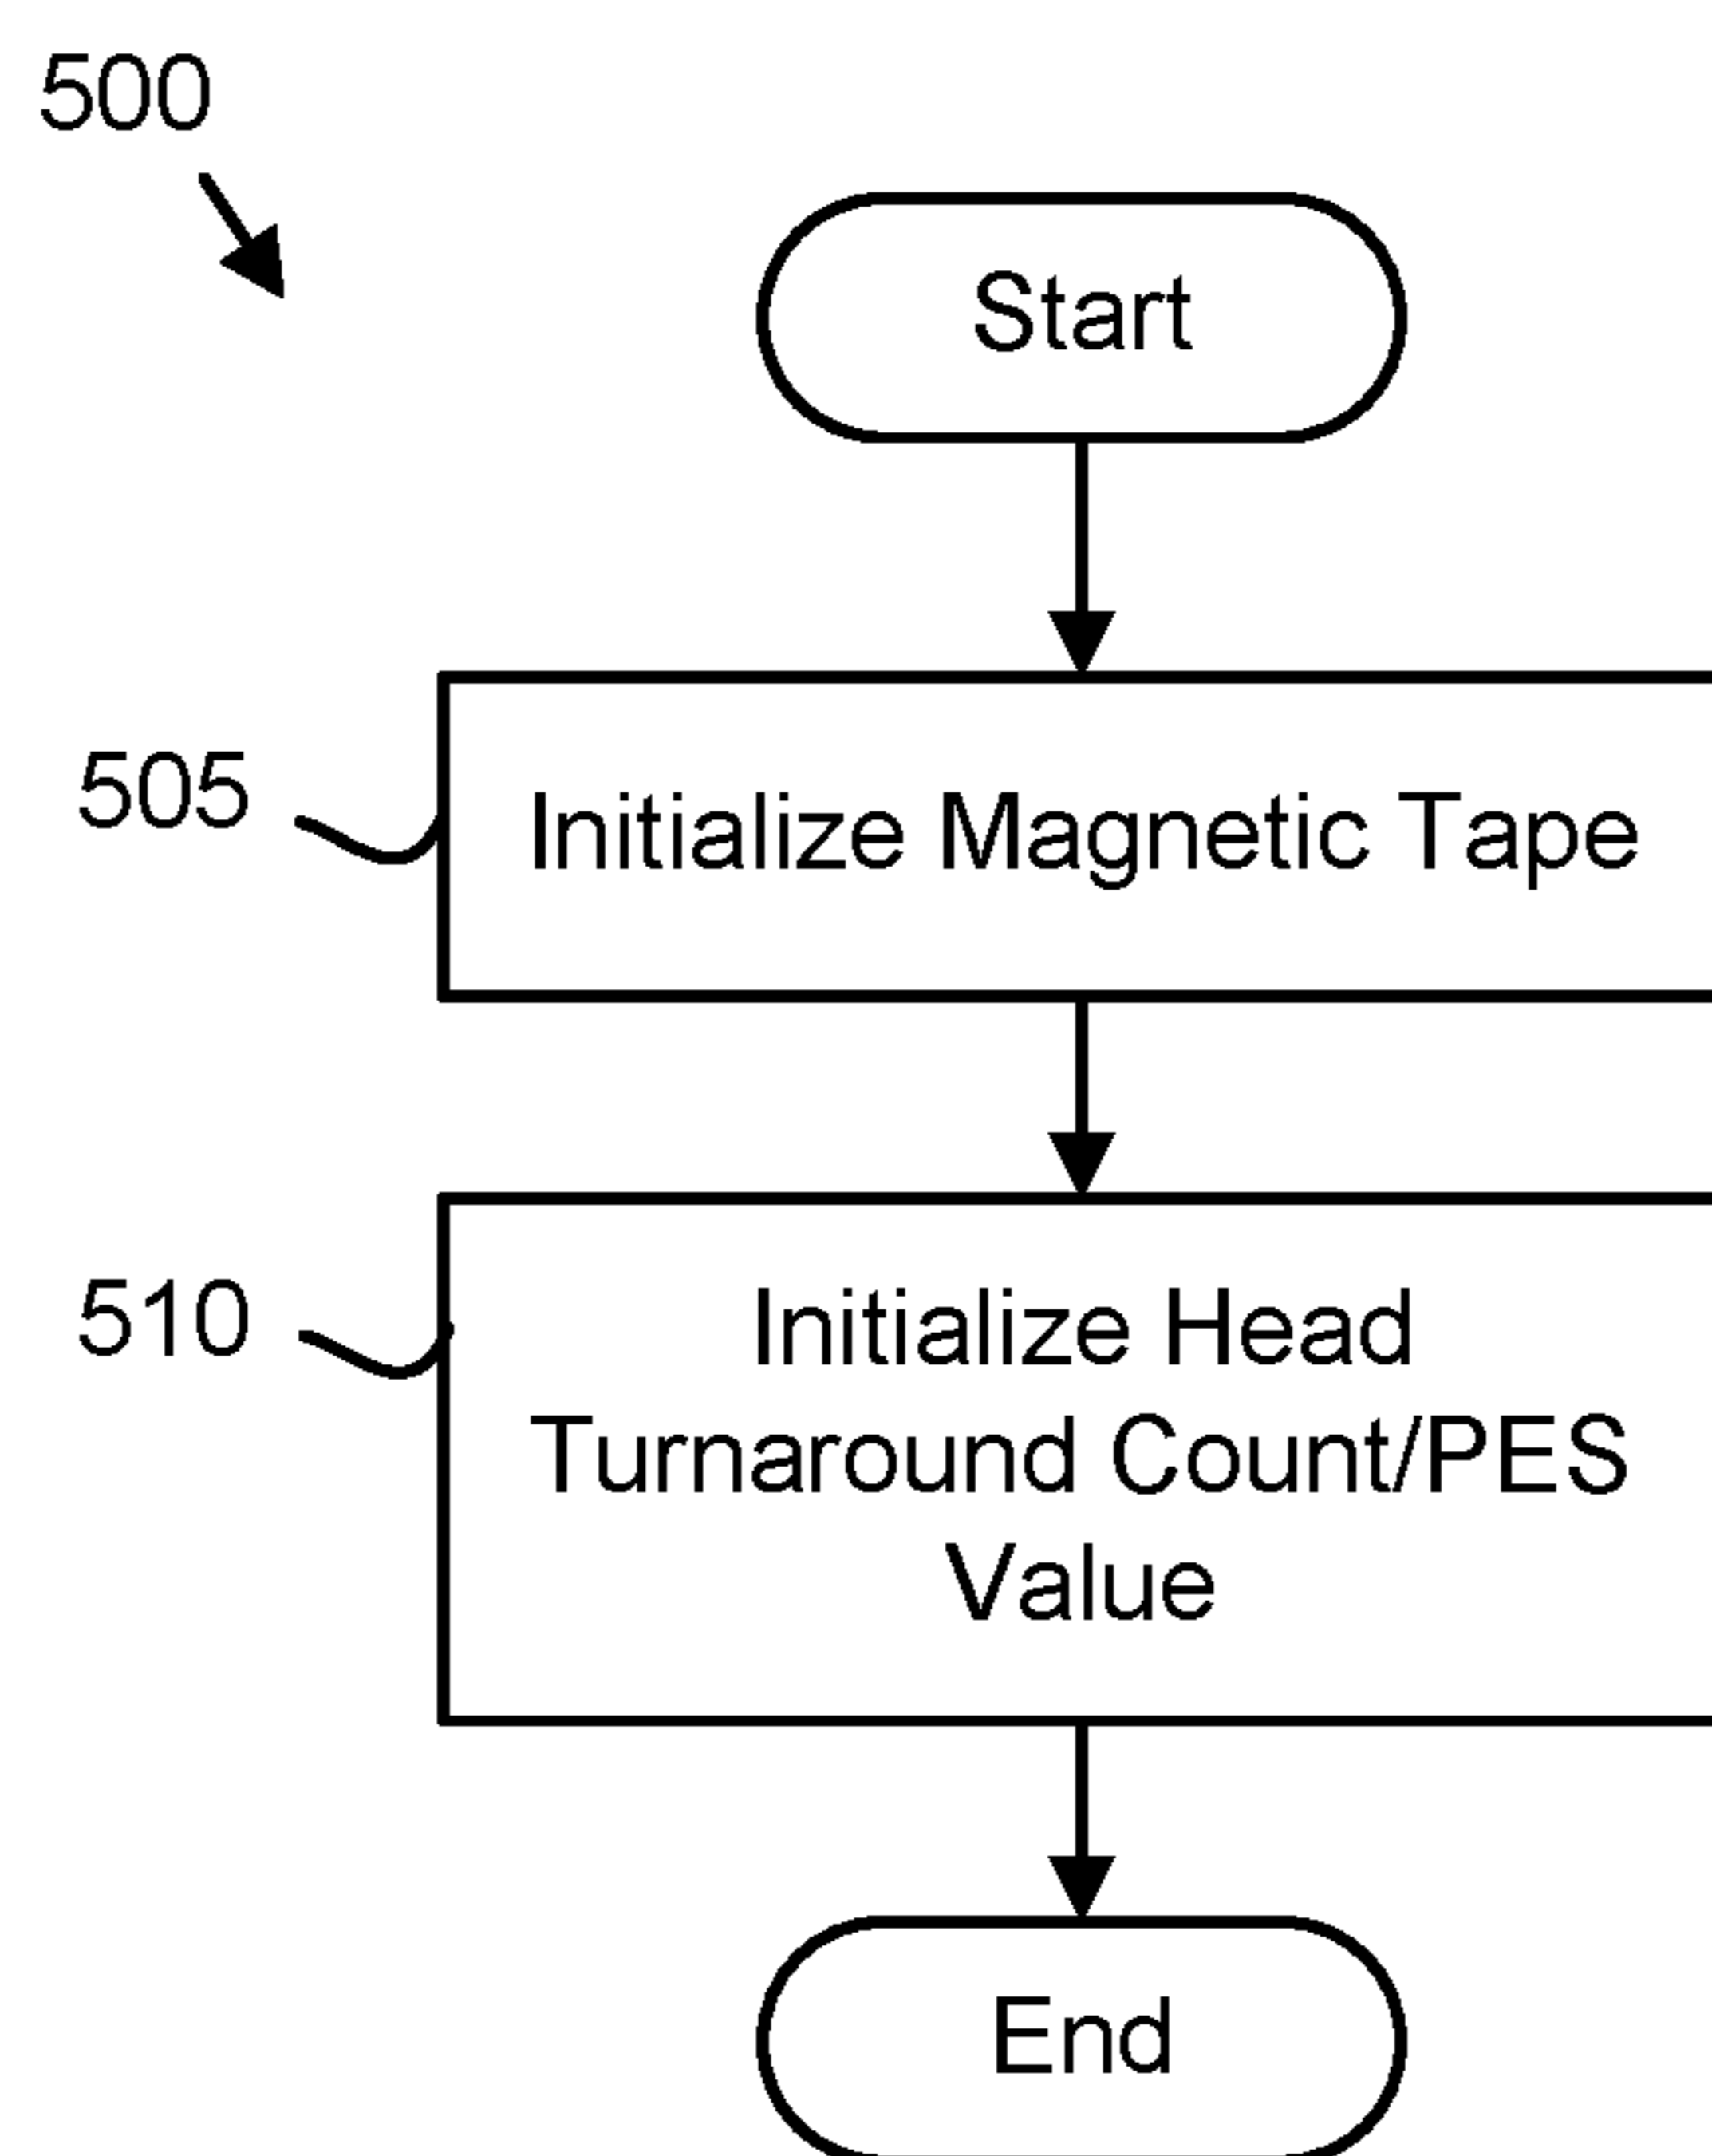 500
Start
505
Initialize Magnetic Tape
510
Initialize Head
Turnaround Count/PES
Value
End